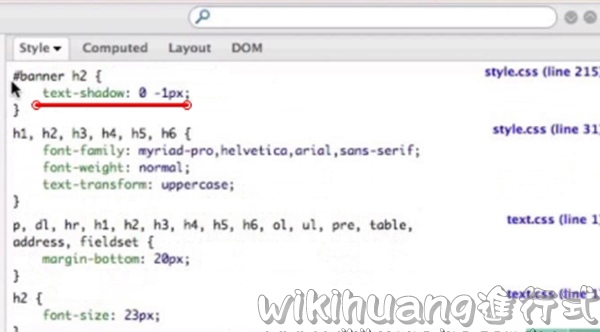 Style Computed Layout DOM
#banner h2 { style.css (line 215)
text-shadow: 0 -1px;
}
h1, h2, h3, h4, h5, h6 { style.css (line 31)
font-family: myriad-pro,helvetica,arial,sans-serif;
font-weight: normal;
text-transform: uppercase;
}
p, dl, hr, h1, h2, h3, h4, h5, h6, ol, ul, pre, table, text.css (line 1)
address, fieldset {
margin-bottom: 20px;
}
h2 { text.css (line 1)
font-size: 23px;
wikihuang進行式
}